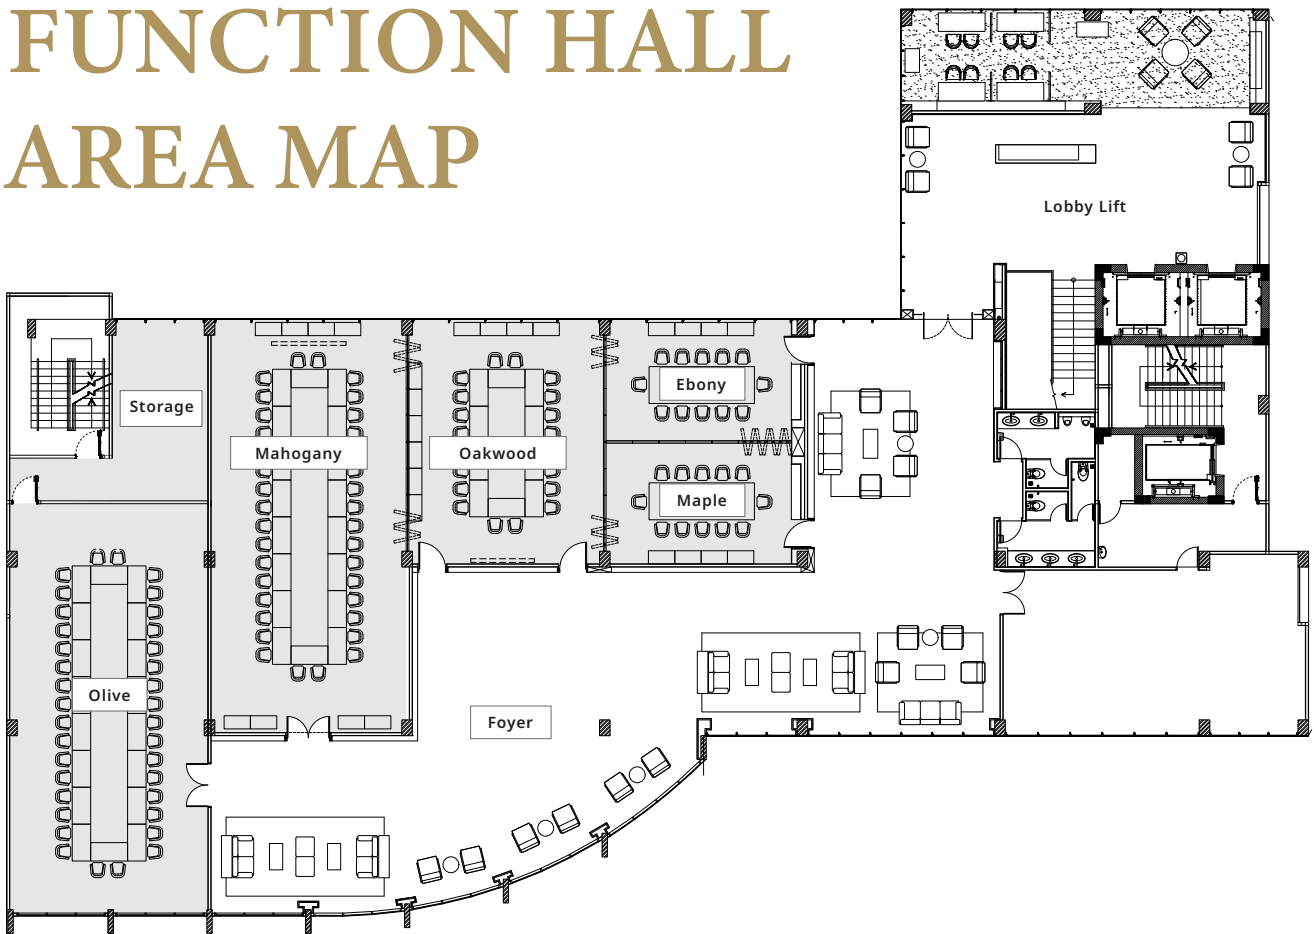 FUNCTION HALL
AREA MAP
Lobby Lift
Ebony
Storage
Mahogany
Oakwood
Maple
Olive
Foyer